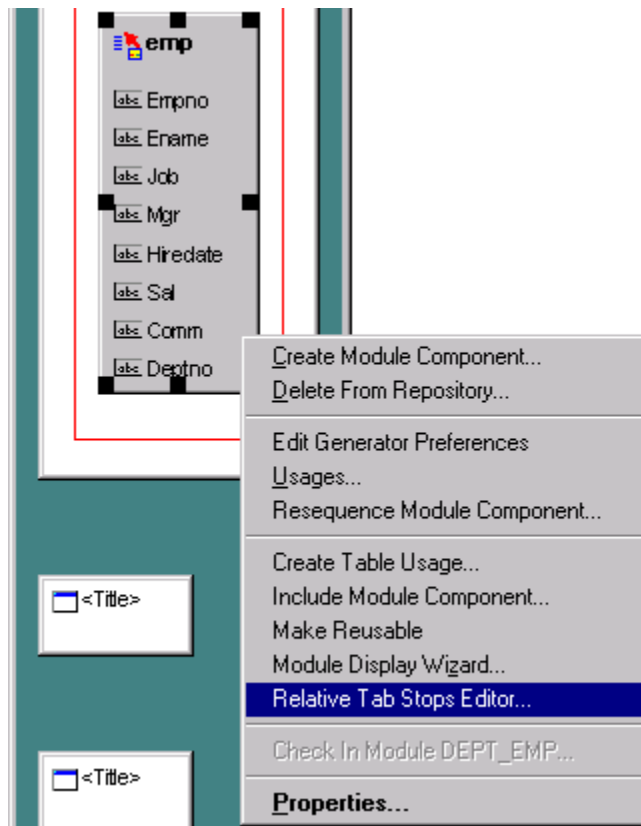 emp
Empno
Ename
Job
Mgr
Hiredate
Sal
Comm
Deptno
Create Module Component...
Delete From Repository...
Edit Generator Preferences
Usages...
Resequence Module Component...
Create Table Usage...
Include Module Component...
Make Reusable
Module Display Wizard...
Relative Tab Stops Editor...
Check In Module DEPT_EMP...
Properties...
<Title>
<Title>